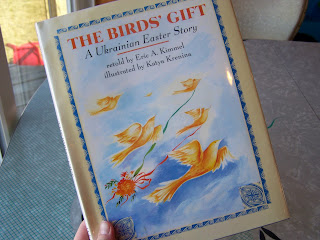 THE BIRDS' GIFT
A Ukrainian Easter Story
retold by Eric A. Kimmel
illustrated by Katya Krenina